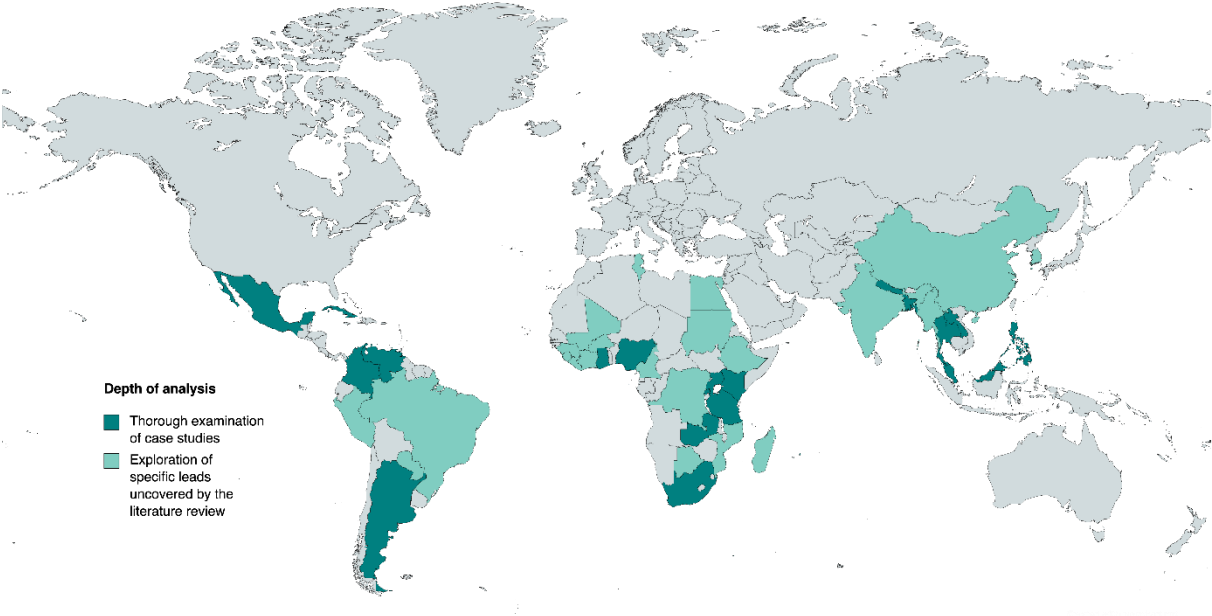 Depth of analysis
Thorough examination
of case studies
Exploration of
specific leads
uncovered by the
literature review